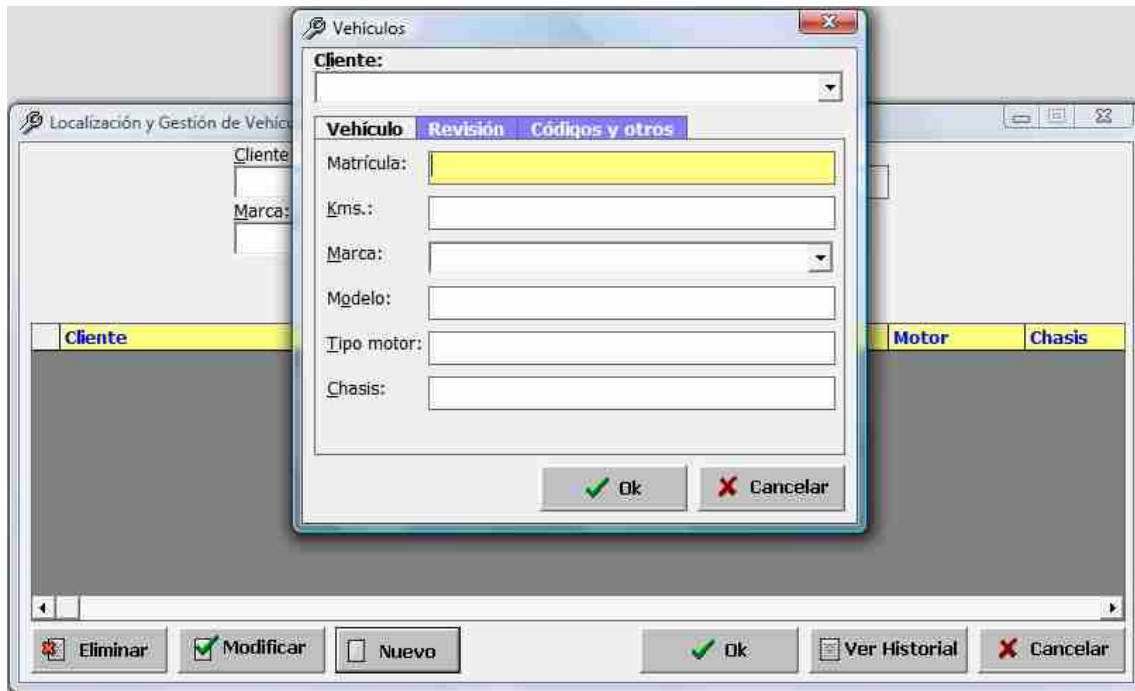 Vehículos
Cliente:
Localización y Gestión de Vehícu
Vehículo Revisión Códigos y otros
Cliente
Matrícula:
Marca:
Kms.:
Marca:
Modelo:
Cliente Motor Chasis
Tipo motor:
Chasis:
Ok Cancelar
Eliminar Modificar Nuevo Ok Ver Historial Cancelar